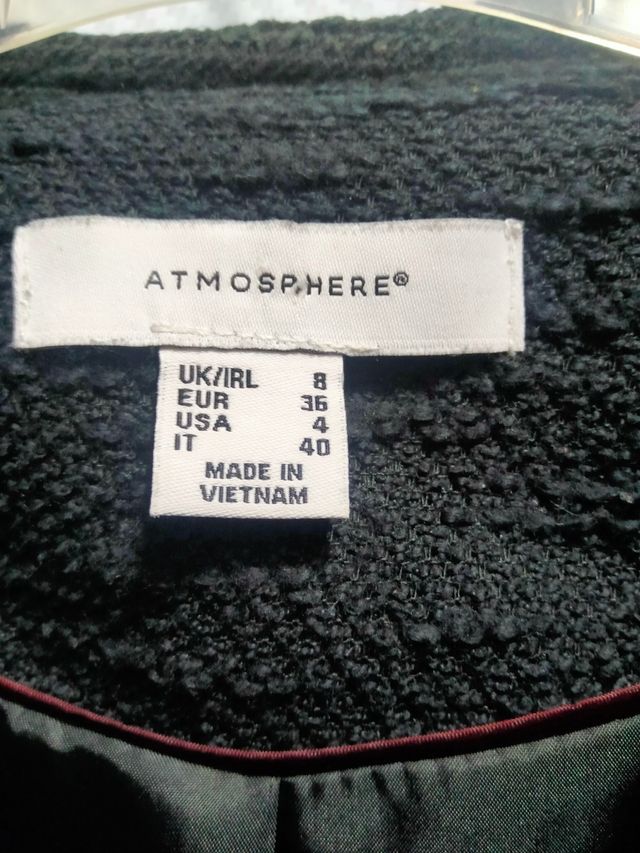 ATMOSPHERE®
UK/IRL 8
EUR 36
USA 4
IT 40
MADE IN
VIETNAM